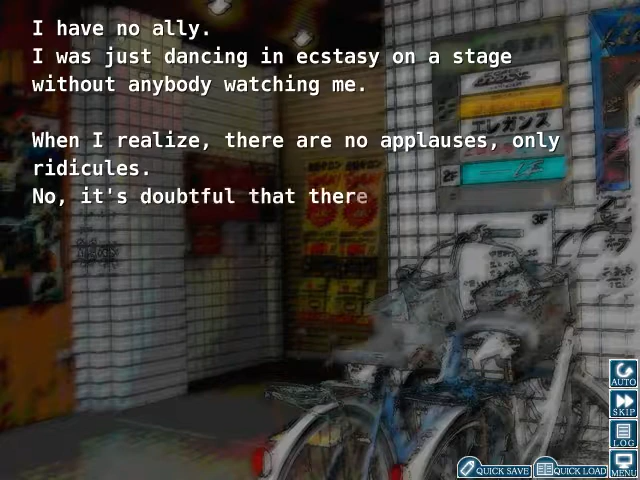 I have no ally.
I was just dancing in ecstasy on a stage
without anybody watching me.
When I realize, there are no applauses, only
ridicules.
No, it's doubtful that there
エレガンス
2F
3F
AUTO
SKIP
LOG
MENU
QUICK SAVE
QUICK LOAD